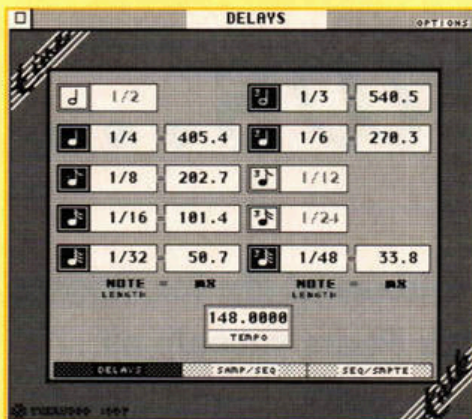 DELAYS
OPTIONS
1/2
1/3 540.5
1/4 405.4
1/6 270.3
1/8 202.7
1/12
1/16 101.4
1/24
1/32 50.7
1/48 33.8
NOTE = mS
LENGTH
NOTE = mS
LENGTH
148.0000
TEMPO
DELAYS
SAMP/SEQ
SEQ/SMPTE